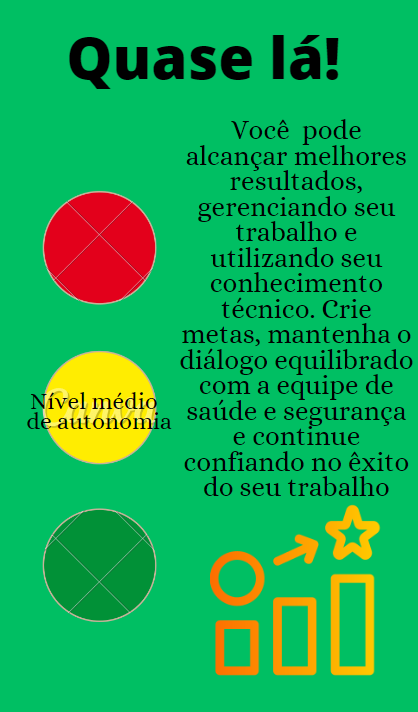 Quase lá!
Você pode
alcançar melhores
resultados,
gerenciando seu
trabalho e
utilizando seu
conhecimento
técnico. Crie
metas, mantenha o
diálogo equilibrado
com a equipe de
saúde e segurança
e continue
confiando no êxito
do seu trabalho
Nível médio
de autonomia
Canva